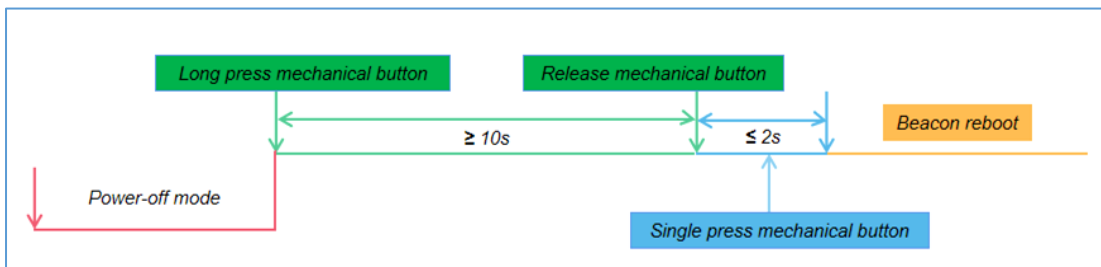 Long press mechanical button
Release mechanical button
Beacon reboot
≥ 10s
≤ 2s
Power-off mode
Single press mechanical button